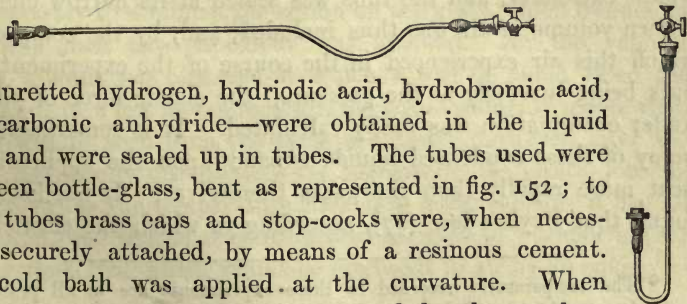 uretted hydrogen, hydriodic acid, hydrobromic acid,
carbonic anhydride—were obtained in the liquid
and were sealed up in tubes. The tubes used were
een bottle-glass, bent as represented in fig. 152; to
tubes brass caps and stop-cocks were, when neces-
securely attached, by means of a resinous cement.
cold bath was applied at the curvature. When